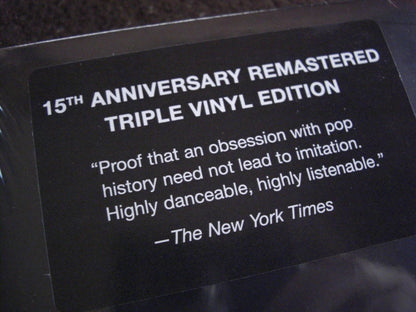 15TH ANNIVERSARY REMASTERED
TRIPLE VINYL EDITION
“Proof that an obsession with pop
history need not lead to imitation.
Highly danceable, highly listenable.”
—The New York Times